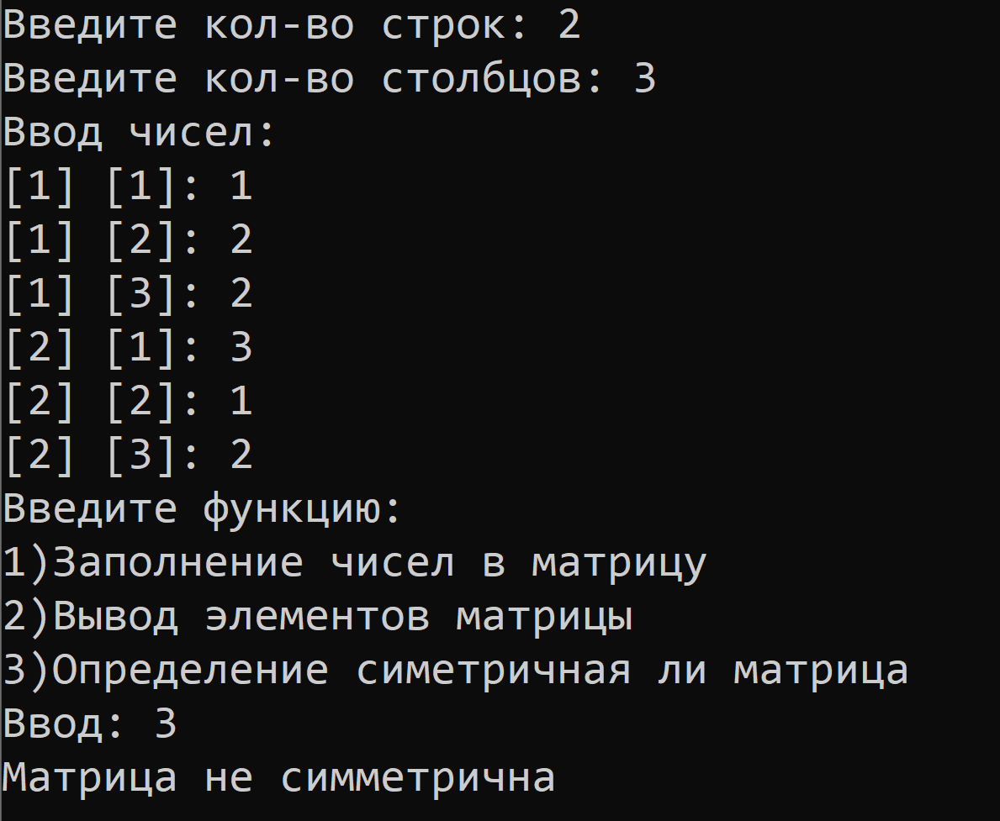 Введите кол-во строк: 2
Введите кол-во столбцов: 3
Ввод чисел:
[1] [1]: 1
[1] [2]: 2
[1] [3]: 2
[2] [1]: 3
[2] [2]: 1
[2] [3]: 2
Введите функцию:
1)Заполнение чисел в матрицу
2)Вывод элементов матрицы
3)Определение симетричная ли матрица
Ввод: 3
Матрица не симметрична